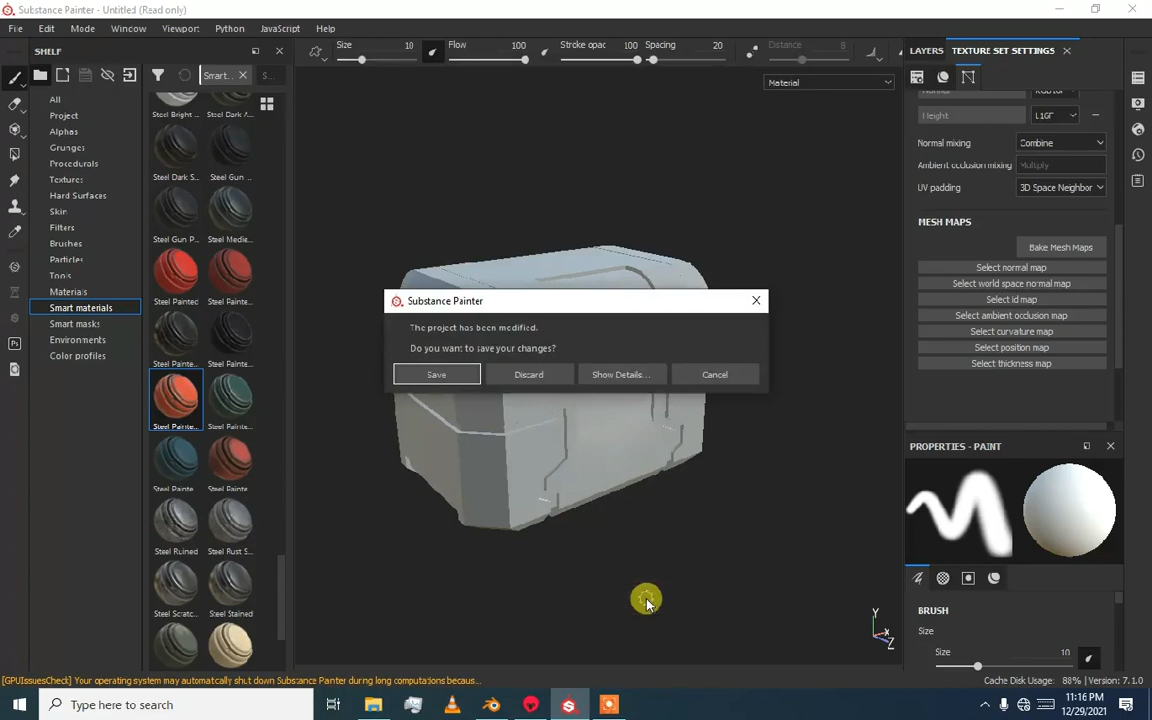 Substance Painter - Untitled (Read only)
File Edit Mode Window Viewport Python JavaScript Help
SHELF
Size 10 Flow 100 Stroke opac 100 Spacing 20 Distance 8
LAYERS TEXTURE SET SETTINGS
Smart... S...
Material
All
Project
Alphas
Grunges
Procedurals
Textures
Hard Surfaces
Skin
Filters
Brushes
Particles
Tools
Materials
Smart materials
Smart masks
Environments
Color profiles
Steel Bright ... Steel Dark A...
Steel Dark S... Steel Gun ...
Steel Gun P... Steel Medie...
Steel Painted Steel Painte...
Steel Painte... Steel Painte...
Steel Painte... Steel Painte...
Steel Painte... Steel Painte...
Steel Ruined Steel Rust S...
Steel Scratc... Steel Stained
Substance Painter
The project has been modified.
Do you want to save your changes?
Save Discard Show Details... Cancel
Height L16F
Normal mixing Combine
Ambient occlusion mixing Multiply
UV padding 3D Space Neighbor
MESH MAPS
Bake Mesh Maps
Select normal map
Select world space normal map
Select id map
Select ambient occlusion map
Select curvature map
Select position map
Select thickness map
PROPERTIES - PAINT
BRUSH
Size
Size 10
Y
X
Z
[GPUIssuesCheck] Your operating system may automatically shut down Substance Painter during long computations becaus...
Cache Disk Usage: 88% | Version: 7.1.0
Type here to search
Ps
11:16 PM
12/29/2021